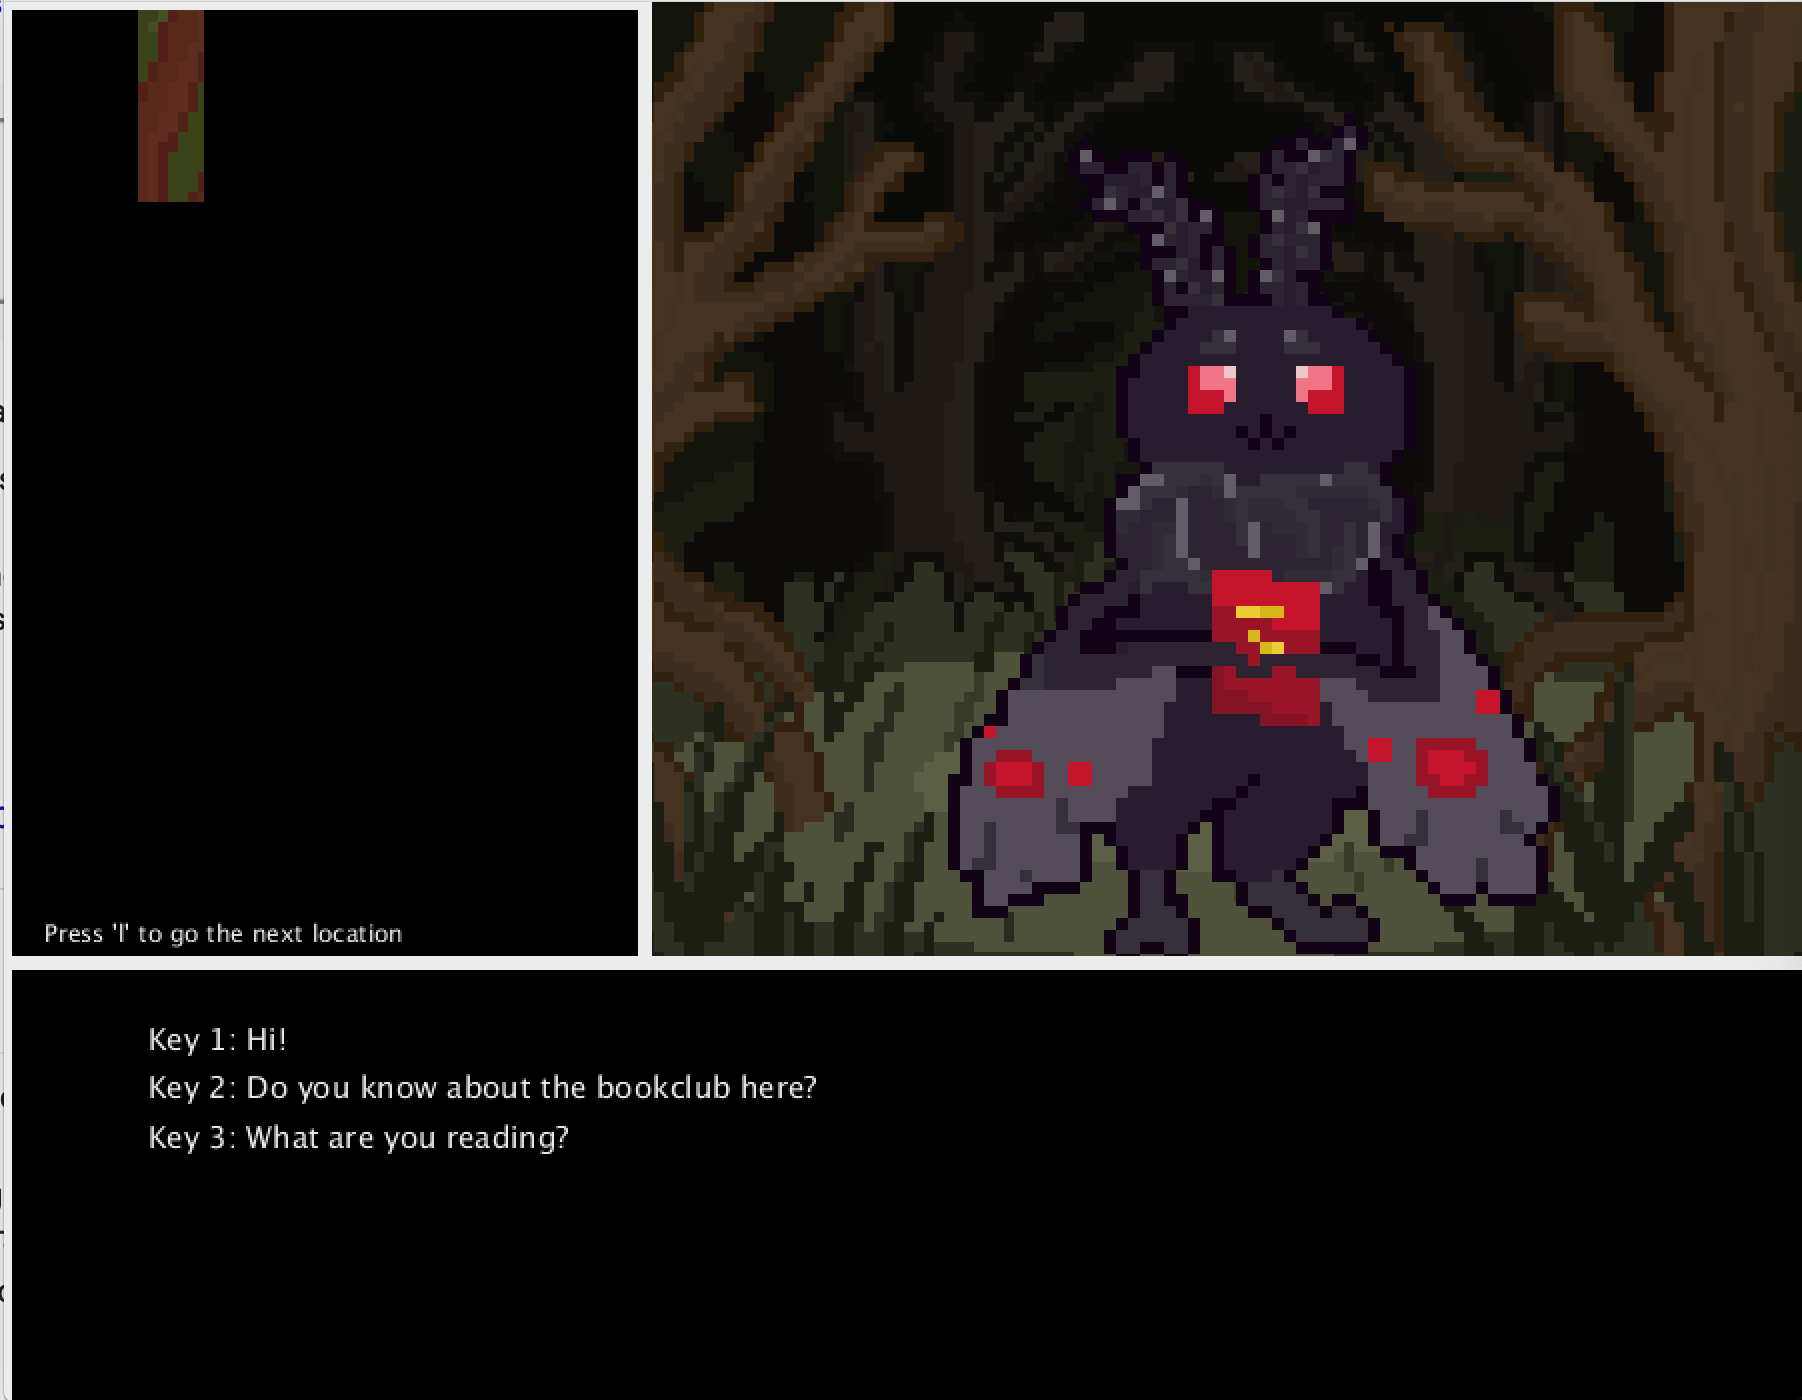 Press 'l' to go the next location
Key 1: Hi!
Key 2: Do you know about the bookclub here?
Key 3: What are you reading?